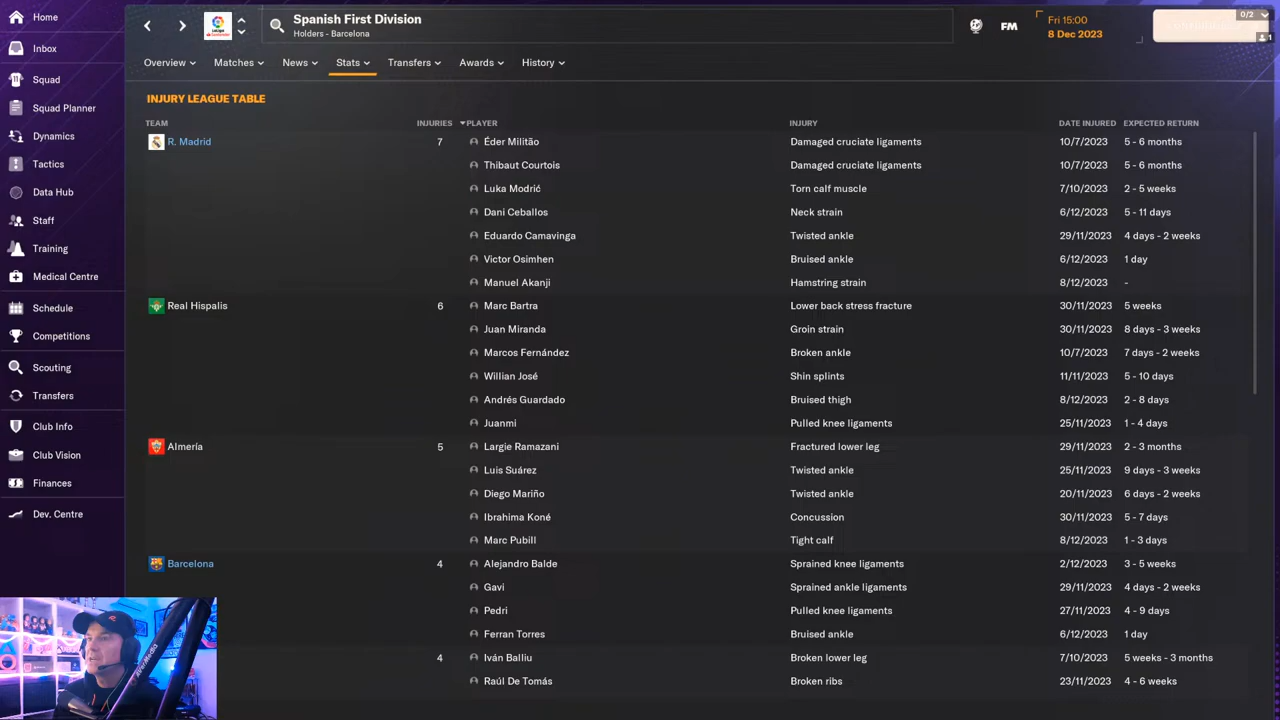 Home
Spanish First Division
Holders - Barcelona
FM
Fri 15:00
8 Dec 2023
0/2
1
Inbox
Squad
Squad Planner
Dynamics
Tactics
Data Hub
Staff
Training
Medical Centre
Schedule
Competitions
Scouting
Transfers
Club Info
Club Vision
Finances
Dev. Centre
Overview Matches News Stats Transfers Awards History
INJURY LEAGUE TABLE
TEAM INJURIES PLAYER INJURY DATE INJURED EXPECTED RETURN
R. Madrid 7 Éder Militão Damaged cruciate ligaments 10/7/2023 5 - 6 months
Thibaut Courtois Damaged cruciate ligaments 10/7/2023 5 - 6 months
Luka Modrić Torn calf muscle 7/10/2023 2 - 5 weeks
Dani Ceballos Neck strain 6/12/2023 5 - 11 days
Eduardo Camavinga Twisted ankle 29/11/2023 4 days - 2 weeks
Victor Osimhen Bruised ankle 6/12/2023 1 day
Manuel Akanji Hamstring strain 8/12/2023 -
Real Hispalis 6 Marc Bartra Lower back stress fracture 30/11/2023 5 weeks
Juan Miranda Groin strain 30/11/2023 8 days - 3 weeks
Marcos Fernández Broken ankle 10/7/2023 7 days - 2 weeks
Willian José Shin splints 11/11/2023 5 - 10 days
Andrés Guardado Bruised thigh 8/12/2023 2 - 8 days
Juanmi Pulled knee ligaments 25/11/2023 1 - 4 days
Almería 5 Largie Ramazani Fractured lower leg 29/11/2023 2 - 3 months
Luis Suárez Twisted ankle 25/11/2023 9 days - 3 weeks
Diego Mariño Twisted ankle 20/11/2023 6 days - 2 weeks
Ibrahima Koné Concussion 30/11/2023 5 - 7 days
Marc Pubill Tight calf 8/12/2023 1 - 3 days
Barcelona 4 Alejandro Balde Sprained knee ligaments 2/12/2023 3 - 5 weeks
Gavi Sprained ankle ligaments 29/11/2023 4 days - 2 weeks
Pedri Pulled knee ligaments 27/11/2023 4 - 9 days
Ferran Torres Bruised ankle 6/12/2023 1 day
4 Iván Balliu Broken lower leg 7/10/2023 5 weeks - 3 months
Raúl De Tomás Broken ribs 23/11/2023 4 - 6 weeks
AVerMedia